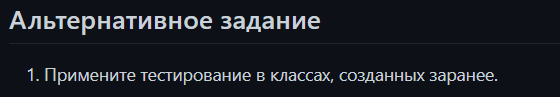 Альтернативное задание
1. Примените тестирование в классах, созданных заранее.